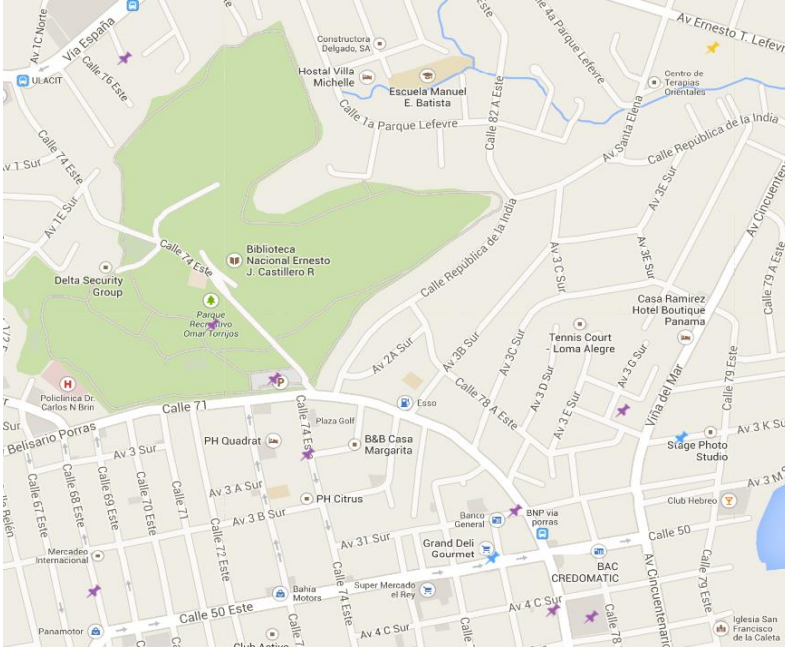 Av 1C Norte
Vía España
ULACIT
Calle 76 Este
Calle 74 Este
Av 1E Sur
Constructora
Delgado, SA
Hostal Villa
Michelle
Escuela Manuel
E. Batista
Calle 1a Parque Lefevre
Calle 4a Parque Lefevre
Calle 82 A Este
Av Ernesto T. Lefevre
Centro de
Terapias
Orientales
Av Santa Elena
Calle República de la India
Calle República de la India
Calle 74 Este
Biblioteca
Nacional Ernesto
J. Castillero R
Delta Security
Group
Parque
Recreativo
Omar Torrijos
Av 3 C Sur
Av 3E Sur
Av 3E Sur
Calle 79 A Este
Casa Ramirez
Hotel Boutique
Panama
Tennis Court
- Loma Alegre
Av 2A Sur
Av 3B Sur
Av 3C Sur
Av 3 D Sur
Av 3 E Sur
Av 3 G Sur
Viña del Mar
Calle 79 Este
H
Policlinica Dr.
Carlos N Brin
P
Calle 71
Esso
Calle 78 A Este
Belisario Porras
Plaza Golf
Calle 74 Este
PH Quadrat
B&B Casa
Margarita
Av 3 K Su
Stage Photo
Studio
Av 3 Sur
Av 3 A Sur
PH Citrus
Av 3 B Sur
Club Hebreo
Av 3 M S
Calle 67 Este
Calle 68 Este
Calle 69 Este
Calle 70 Este
Calle 71
Calle 72 Este
Banco
General
BNP via
porras
Av 31 Sur
Grand Deli
Gourmet
Calle 50
Mercadeo
Internacional
BAC
CREDOMATIC
Bahía
Motors
Super Mercado
el Rey
Calle 74 Este
Calle 50 Este
Av 4 C Sur
Av 4 C Sur
Calle 78
Av Cincuentenario
Calle 79 Este
Panamotor
Iglesia San
Francisco
de la Caleta